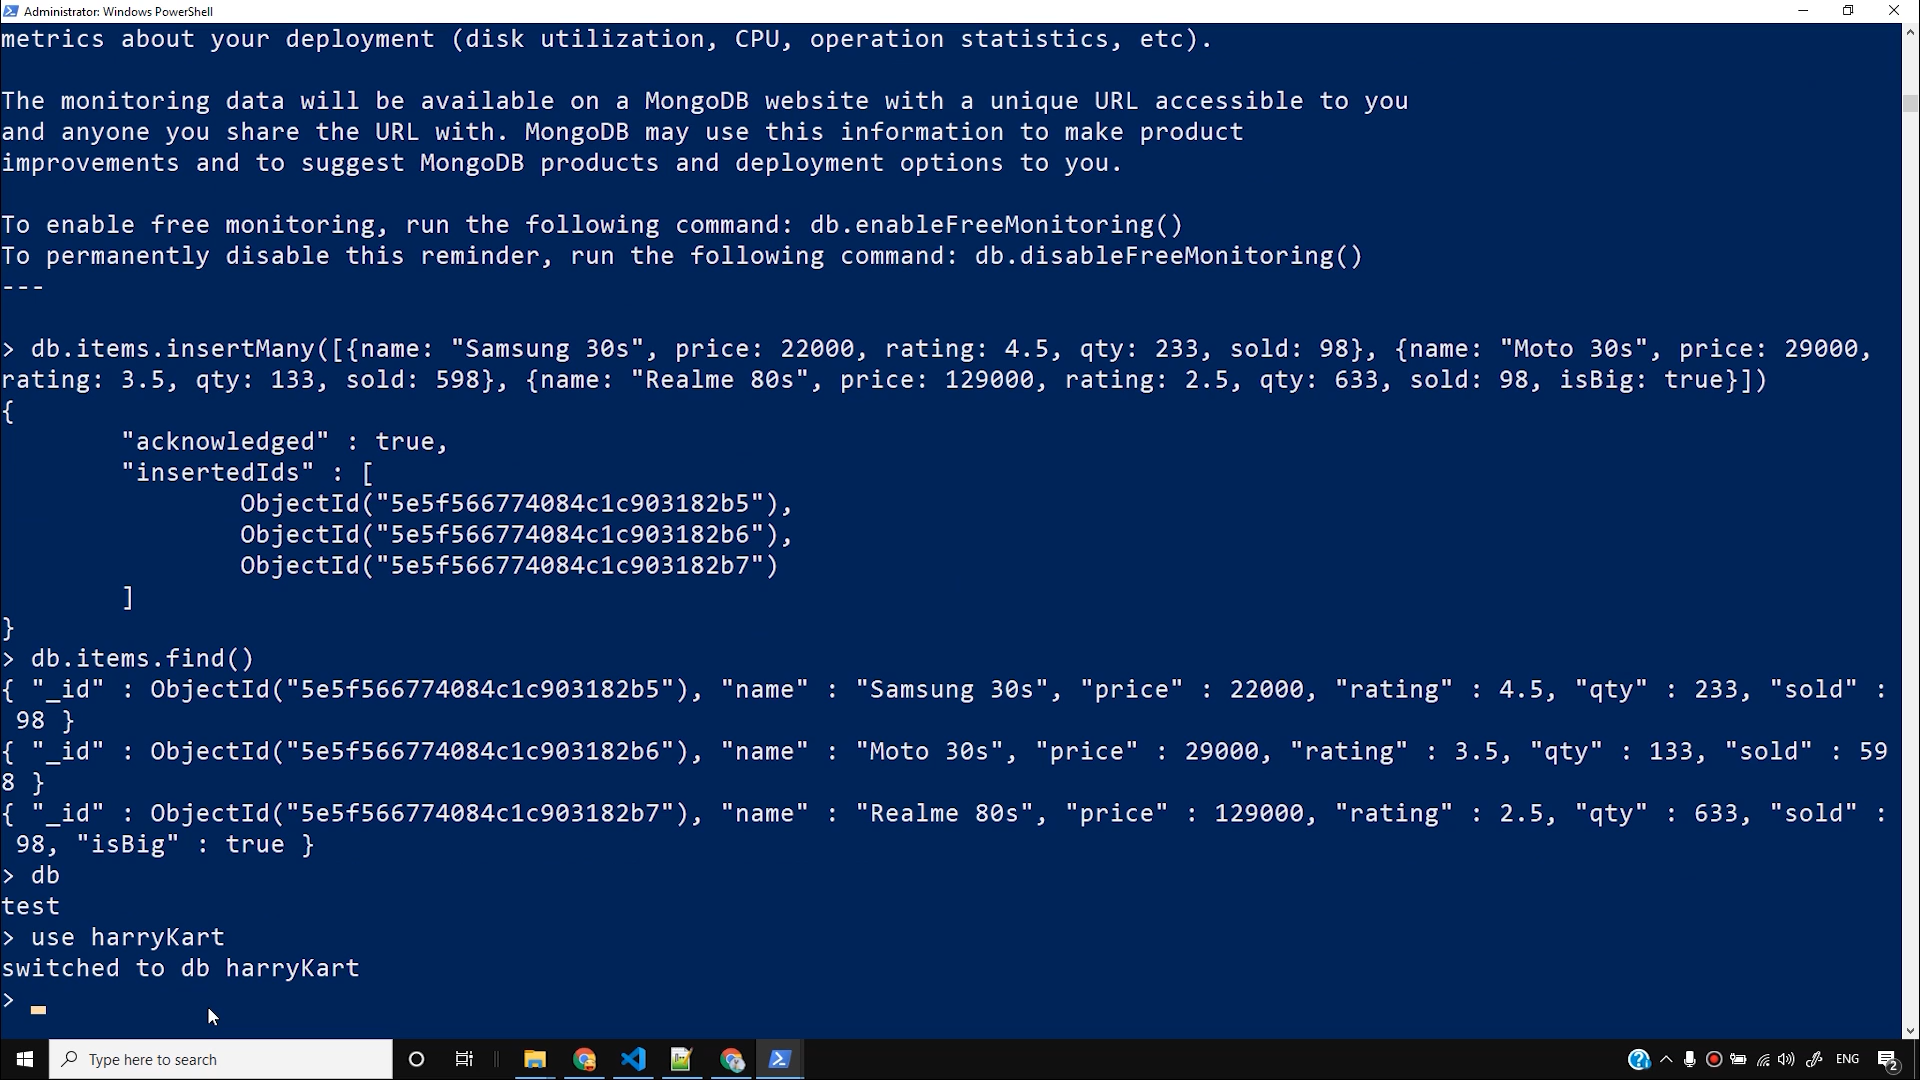 Administrator: Windows PowerShell
metrics about your deployment (disk utilization, CPU, operation statistics, etc).
The monitoring data will be available on a MongoDB website with a unique URL accessible to you
and anyone you share the URL with. MongoDB may use this information to make product
improvements and to suggest MongoDB products and deployment options to you.
To enable free monitoring, run the following command: db.enableFreeMonitoring()
To permanently disable this reminder, run the following command: db.disableFreeMonitoring()
---
> db.items.insertMany([{name: "Samsung 30s", price: 22000, rating: 4.5, qty: 233, sold: 98}, {name: "Moto 30s", price: 29000,
rating: 3.5, qty: 133, sold: 598}, {name: "Realme 80s", price: 129000, rating: 2.5, qty: 633, sold: 98, isBig: true}])
{
"acknowledged" : true,
"insertedIds" : [
ObjectId("5e5f566774084c1c903182b5"),
ObjectId("5e5f566774084c1c903182b6"),
ObjectId("5e5f566774084c1c903182b7")
]
}
> db.items.find()
{ "_id" : ObjectId("5e5f566774084c1c903182b5"), "name" : "Samsung 30s", "price" : 22000, "rating" : 4.5, "qty" : 233, "sold" :
98 }
{ "_id" : ObjectId("5e5f566774084c1c903182b6"), "name" : "Moto 30s", "price" : 29000, "rating" : 3.5, "qty" : 133, "sold" : 59
8 }
{ "_id" : ObjectId("5e5f566774084c1c903182b7"), "name" : "Realme 80s", "price" : 129000, "rating" : 2.5, "qty" : 633, "sold" :
98, "isBig" : true }
> db
test
> use harryKart
switched to db harryKart
>
Type here to search
ENG
2